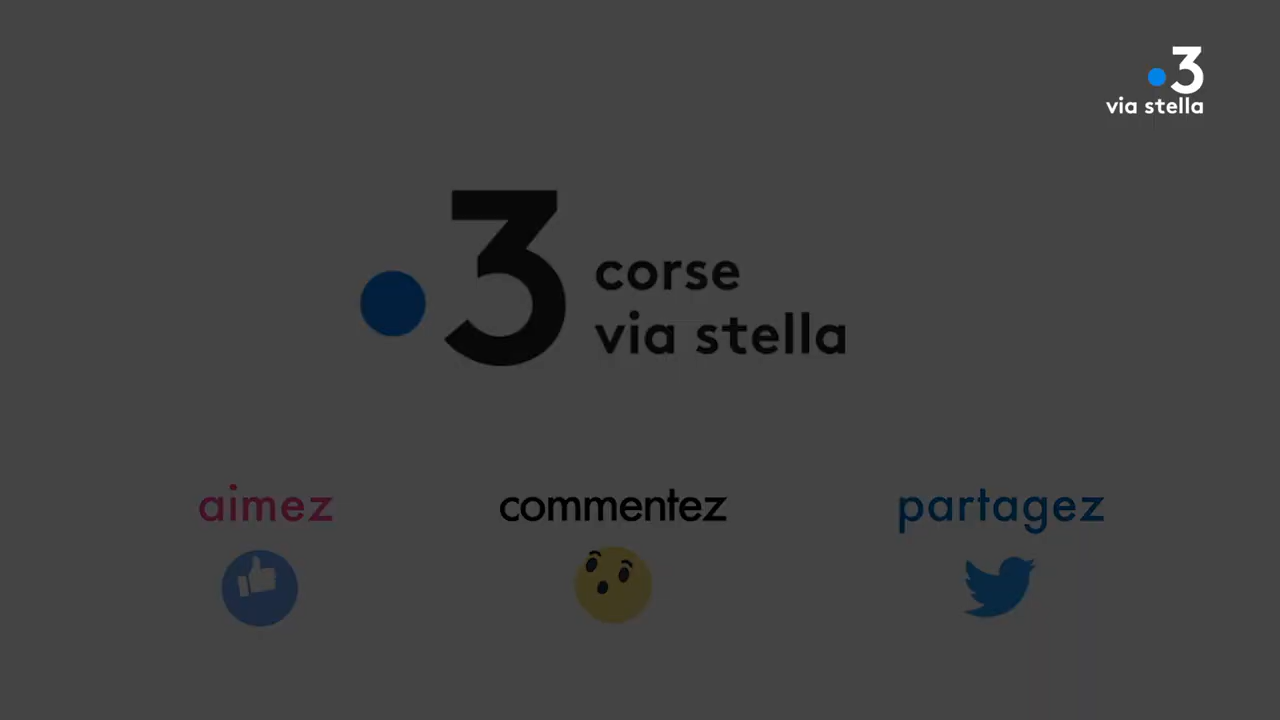 3
via stella
3
corse
via stella
aimez
commentez
partagez